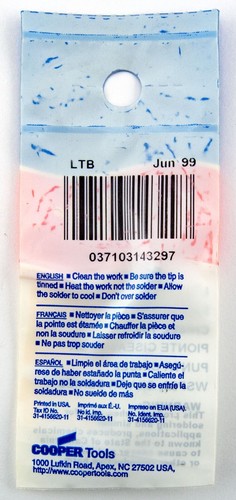 LTB Jun 99
037103143297
ENGLISH ■ Clean the work ■ Be sure the tip is
tinned ■ Heat the work not the solder ■ Allow
the solder to cool ■ Don't over solder
FRANÇAIS ■ Nettoyer la pièce ■ S'assurer que
la pointe est étamée ■ Chauffer la pièce et
non la soudure ■ Laisser refroidir la soudure
■ Ne pas trop souder
ESPAÑOL ■ Limpie el área de trabajo ■ Asegú-
rese de haber estañado la punta ■ Caliente el
trabajo no la soldadura ■ Deje que se enfríe la
soldadura ■ No suelde de más
Printed in USA. Imprimé aux É.-U. Impreso en EUA (USA).
Tax ID No. No id. imp. No. ident. imp.
31-4156620-11 31-4156620-11 31-4156620-11
COOPER Tools
1000 Lufkin Road, Apex, NC 27502 USA.